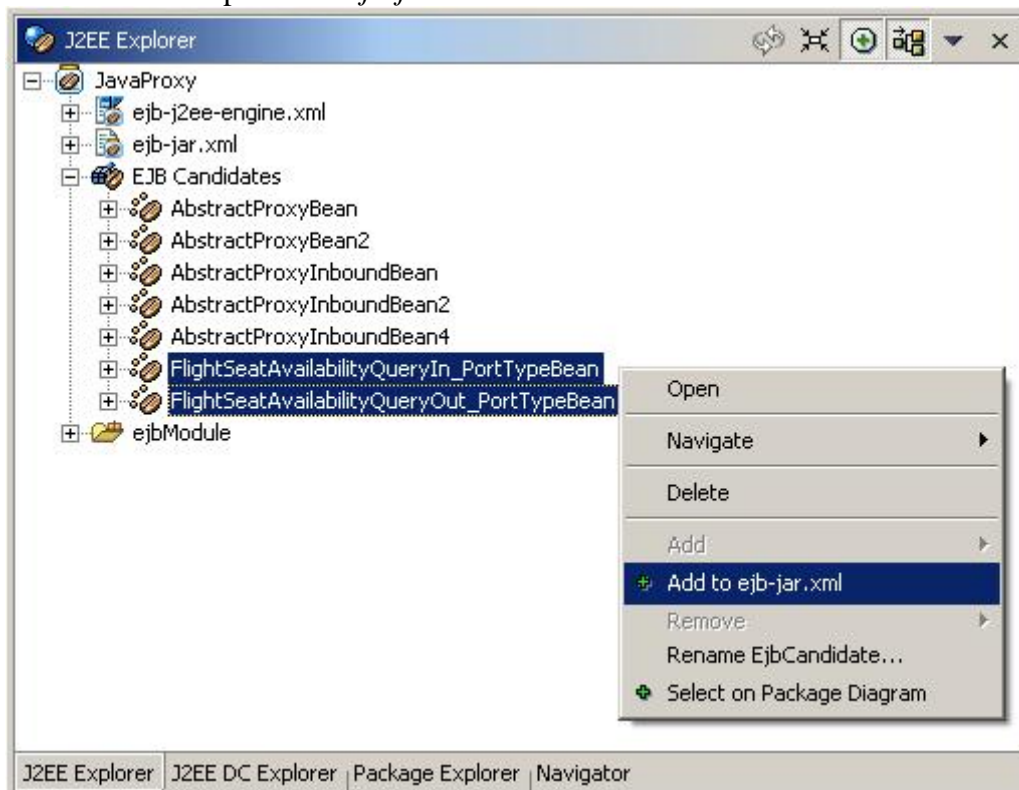 J2EE Explorer
JavaProxy
ejb-j2ee-engine.xml
ejb-jar.xml
EJB Candidates
AbstractProxyBean
AbstractProxyBean2
AbstractProxyInboundBean
AbstractProxyInboundBean2
AbstractProxyInboundBean4
FlightSeatAvailabilityQueryIn_PortTypeBean
FlightSeatAvailabilityQueryOut_PortTypeBean
ejbModule
Open
Navigate
Delete
Add
Add to ejb-jar.xml
Remove
Rename EjbCandidate...
Select on Package Diagram
J2EE Explorer J2EE DC Explorer Package Explorer Navigator